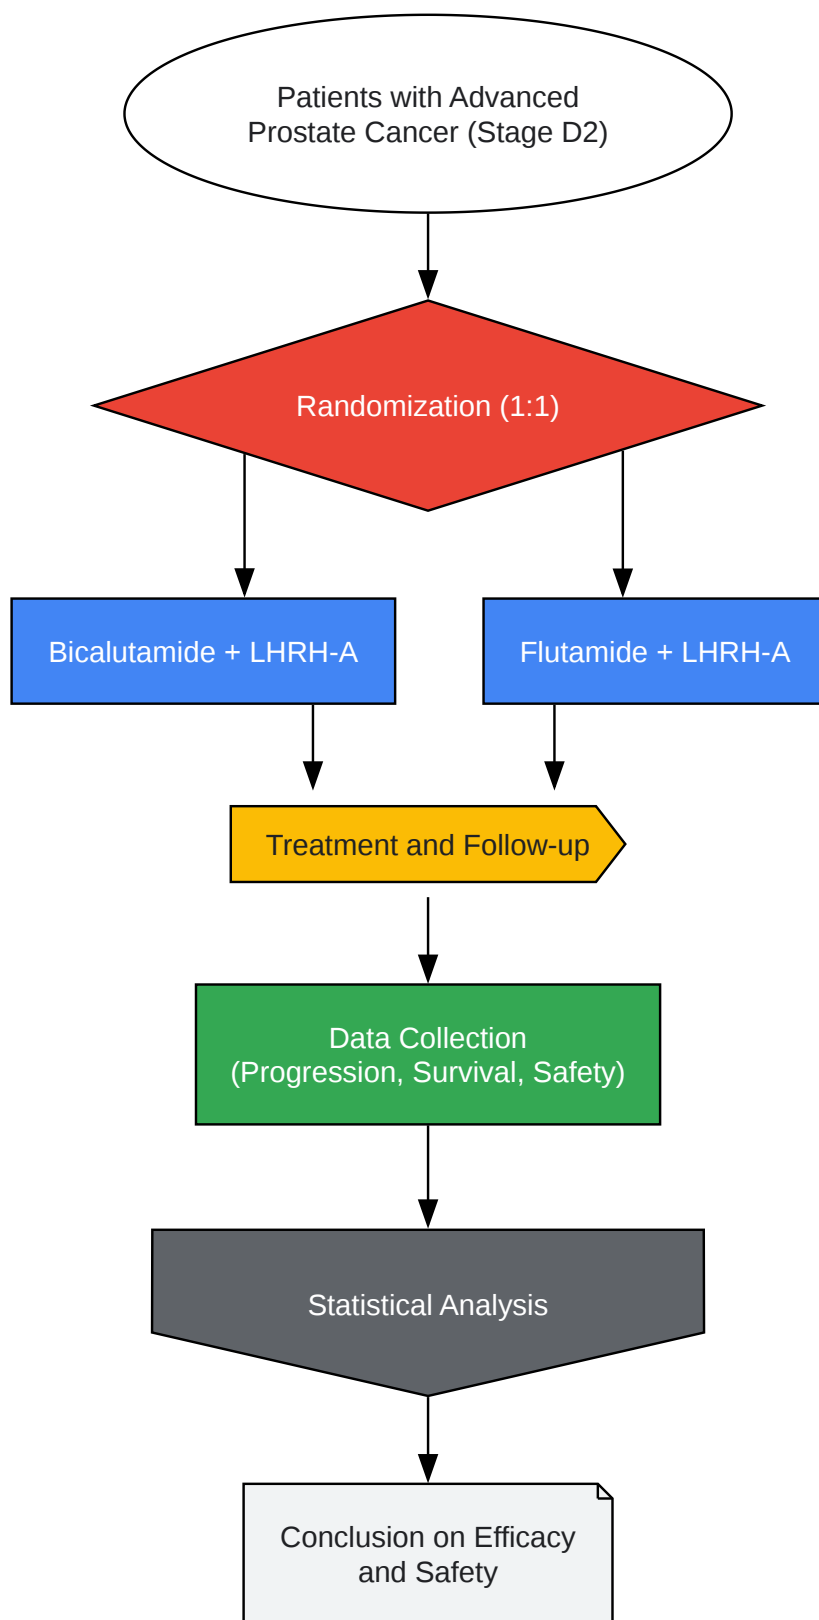 Patients with Advanced
Prostate Cancer (Stage D2)
Randomization (1:1)
Bicalutamide + LHRH-A
Flutamide + LHRH-A
Treatment and Follow-up
Data Collection
(Progression, Survival, Safety)
Statistical Analysis
Conclusion on Efficacy
and Safety